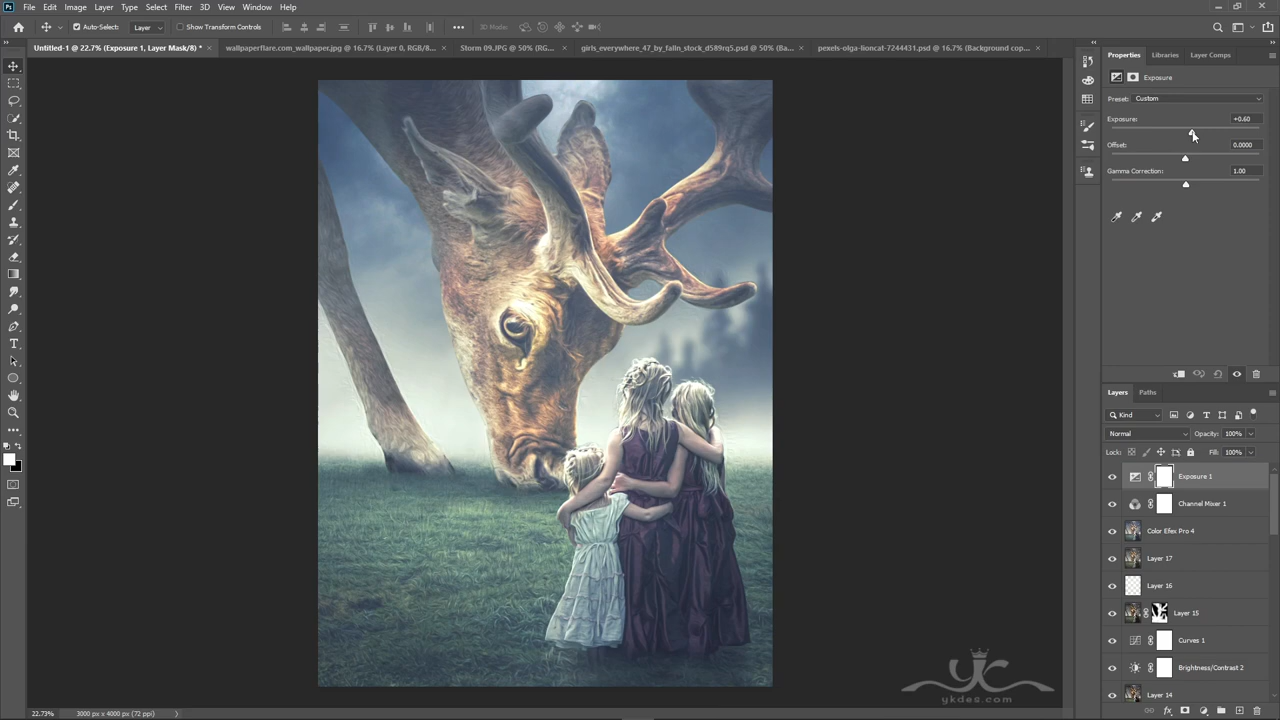 Ps File Edit Image Layer Type Select Filter 3D View Window Help
Auto-Select: Layer Show Transform Controls 3D Mode:
Untitled-1 @ 22.7% (Exposure 1, Layer Mask/8) * wallpaperflare.com_wallpaper.jpg @ 16.7% (Layer 0, RGB/8... Storm 09.JPG @ 50% (RG... girls_everywhere_47_by_falln_stock_d589rq5.psd @ 50% (Ba... pexels-olga-lioncat-7244431.psd @ 16.7% (Background cop...
Properties Libraries Layer Comps
Exposure
Preset: Custom
Exposure: +0.60
Offset: 0.0000
Gamma Correction: 1.00
Layers Paths
Kind
Normal Opacity: 100%
Lock: Fill: 100%
Exposure 1
Channel Mixer 1
Color Efex Pro 4
Layer 17
Layer 16
Layer 15
Curves 1
Brightness/Contrast 2
Layer 14
yc
ykdes.com
22.73% 3000 px x 4000 px (72 ppi)